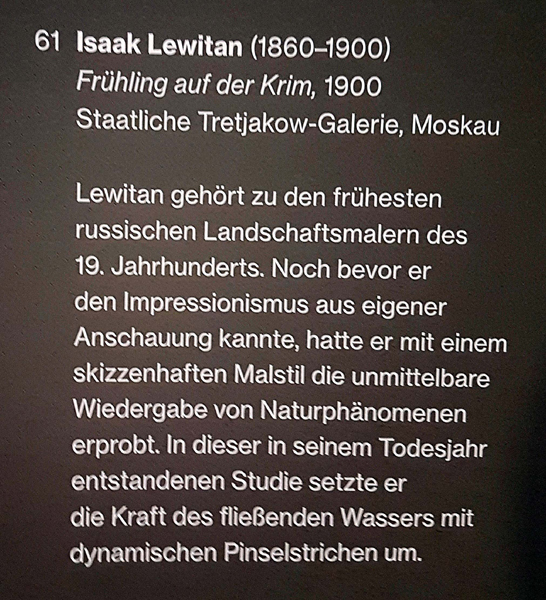 61 Isaak Lewitan (1860–1900)
Frühling auf der Krim, 1900
Staatliche Tretjakow-Galerie, Moskau
Lewitan gehört zu den frühesten
russischen Landschaftsmalern des
19. Jahrhunderts. Noch bevor er
den Impressionismus aus eigener
Anschauung kannte, hatte er mit einem
skizzenhaften Malstil die unmittelbare
Wiedergabe von Naturphänomenen
erprobt. In dieser in seinem Todesjahr
entstandenen Studie setzte er
die Kraft des fließenden Wassers mit
dynamischen Pinselstrichen um.